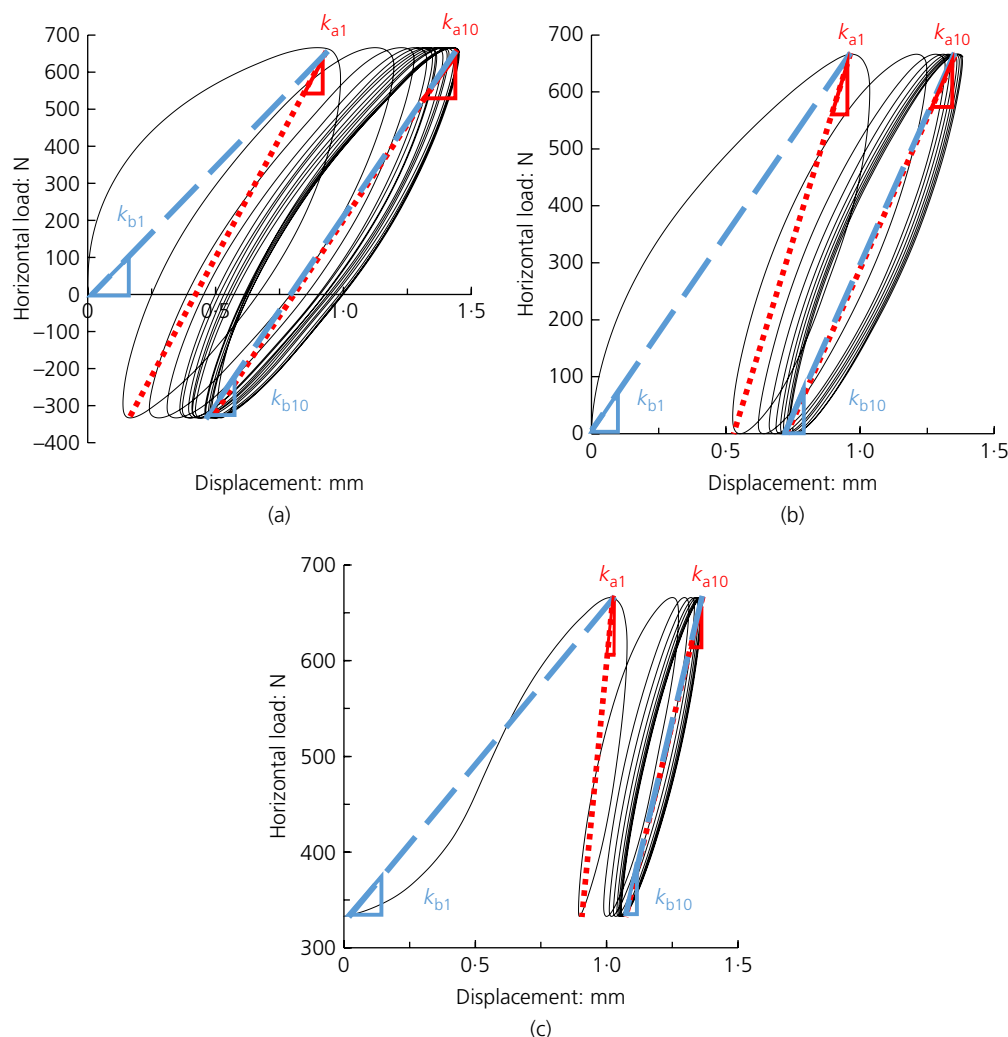 k_a1 k_a10
700
600
500
400
300
200
100
0
−100
−200
−300
−400
0 0·5 1·0 1·5
Horizontal load: N
k_b1
k_b10
Displacement: mm
(a)
k_a1 k_a10
700
600
500
400
300
200
100
0
0 0·5 1·0 1·5
Horizontal load: N
k_b1 k_b10
Displacement: mm
(b)
k_a1 k_a10
700
600
500
400
300
0 0·5 1·0 1·5
Horizontal load: N
k_b1 k_b10
Displacement: mm
(c)